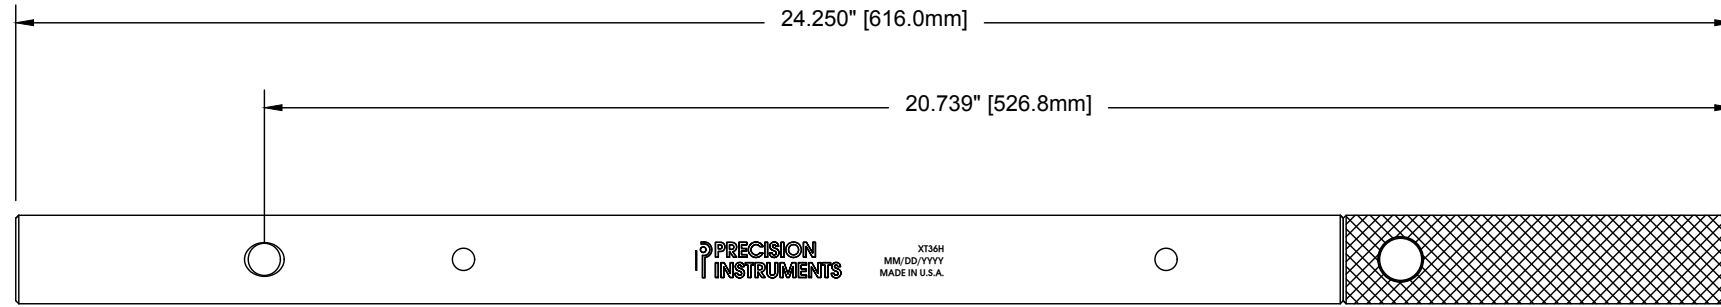 24.250" [616.0mm]
20.739" [526.8mm]
PRECISION
INSTRUMENTS
XT36H
MM/DD/YYYY
MADE IN U.S.A.